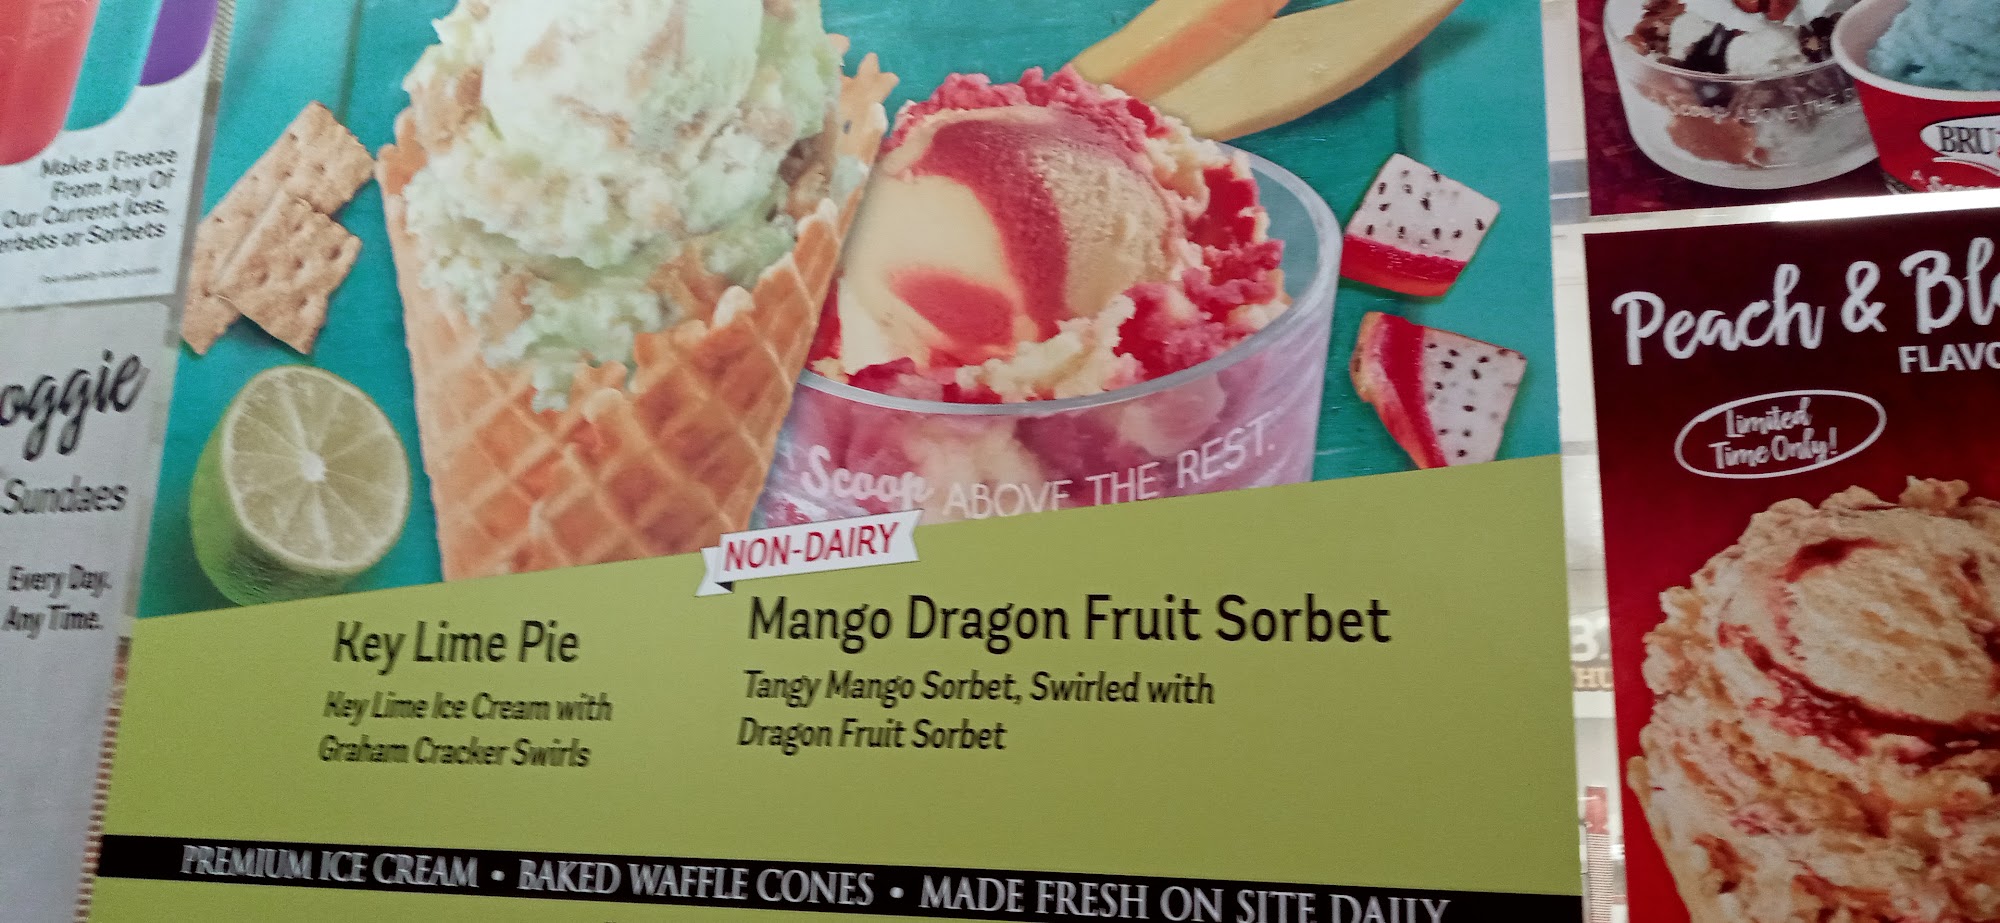 Make a Freeze
From Any Of
Our Current Ices,
or Sorbets
oggie
Sundaes
Every Day.
Any Time.
Scoop ABOVE THE REST.
NON-DAIRY
Key Lime Pie
Key Lime Ice Cream with
Graham Cracker Swirls
Mango Dragon Fruit Sorbet
Tangy Mango Sorbet, Swirled with
Dragon Fruit Sorbet
PREMIUM ICE CREAM • BAKED WAFFLE CONES • MADE FRESH ON SITE DAILY
Scoop ABOVE THE
BRU
Peach & Bl
FLAVO
Limited
Time Only!